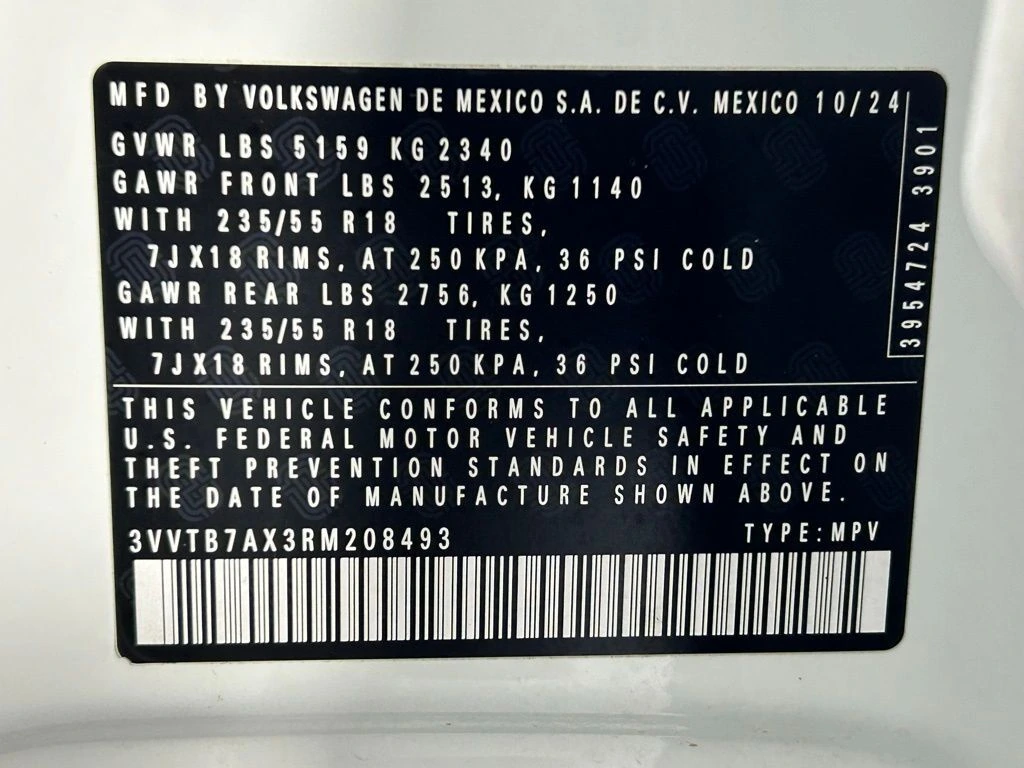 MFD BY VOLKSWAGEN DE MEXICO S.A. DE C.V. MEXICO 10/24
GVWR LBS 5159 KG 2340
GAWR FRONT LBS 2513, KG 1140
WITH 235/55 R18 TIRES,
7JX18 RIMS, AT 250 KPA, 36 PSI COLD
GAWR REAR LBS 2756, KG 1250
WITH 235/55 R18 TIRES,
7JX18 RIMS, AT 250 KPA, 36 PSI COLD
3954724 3901
THIS VEHICLE CONFORMS TO ALL APPLICABLE
U.S. FEDERAL MOTOR VEHICLE SAFETY AND
THEFT PREVENTION STANDARDS IN EFFECT ON
THE DATE OF MANUFACTURE SHOWN ABOVE.
3VVTB7AX3RM208493 TYPE:MPV